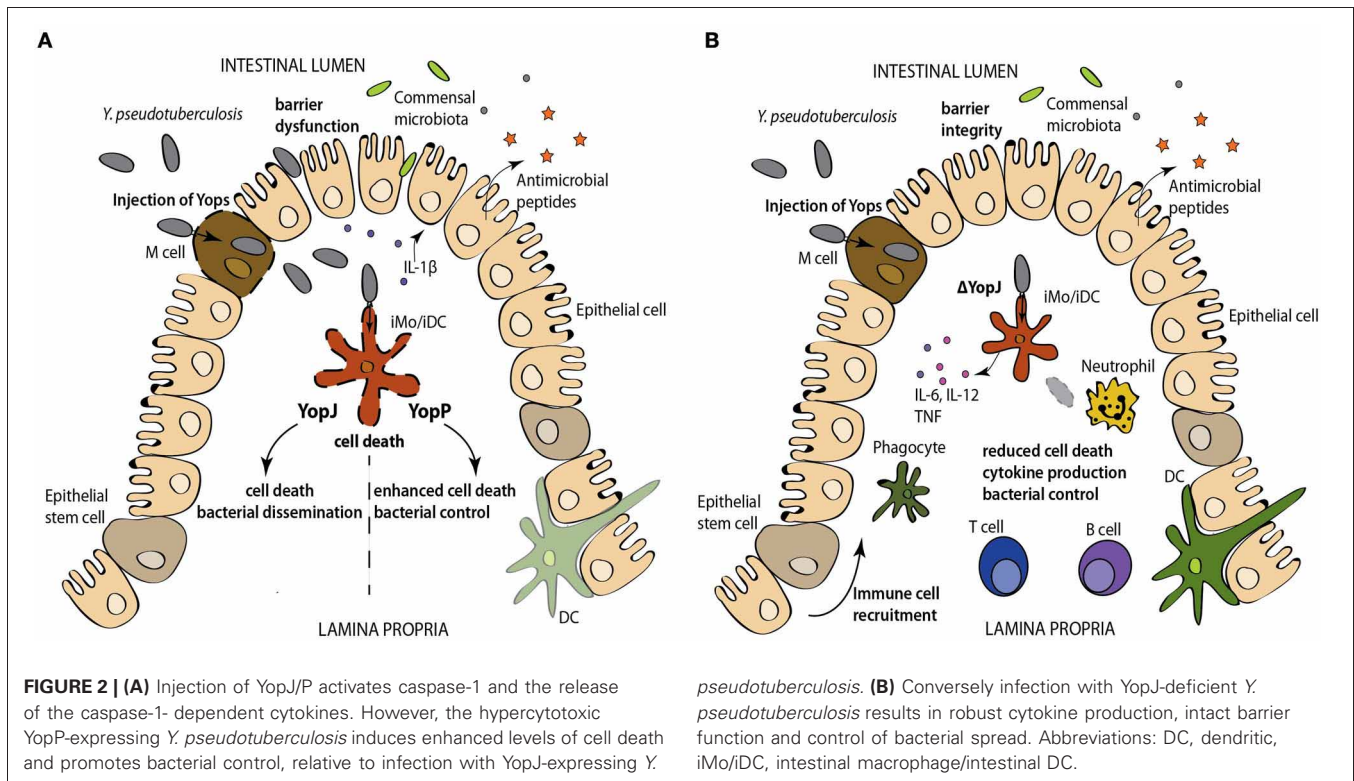 A
INTESTINAL LUMEN
Y. pseudotuberculosis
barrier
dysfunction
Commensal
microbiota
Antimicrobial
peptides
Injection of Yops
M cell
IL-1β
iMo/iDC
Epithelial cell
YopJ
YopP
cell death
cell death
bacterial dissemination
enhanced cell death
bacterial control
Epithelial
stem cell
DC
LAMINA PROPRIA
B
INTESTINAL LUMEN
Y. pseudotuberculosis
barrier
integrity
Commensal
microbiota
Antimicrobial
peptides
Injection of Yops
M cell
ΔYopJ
iMo/iDC
Epithelial cell
IL-6, IL-12
TNF
Neutrophil
Phagocyte
reduced cell death
cytokine production
bacterial control
DC
Epithelial
stem cell
T cell
B cell
Immune cell
recruitment
LAMINA PROPRIA
FIGURE 2 | (A) Injection of YopJ/P activates caspase-1 and the release
of the caspase-1- dependent cytokines. However, the hypercytotoxic
YopP-expressing Y. pseudotuberculosis induces enhanced levels of cell death
and promotes bacterial control, relative to infection with YopJ-expressing Y.
pseudotuberculosis. (B) Conversely infection with YopJ-deficient Y.
pseudotuberculosis results in robust cytokine production, intact barrier
function and control of bacterial spread. Abbreviations: DC, dendritic,
iMo/iDC, intestinal macrophage/intestinal DC.